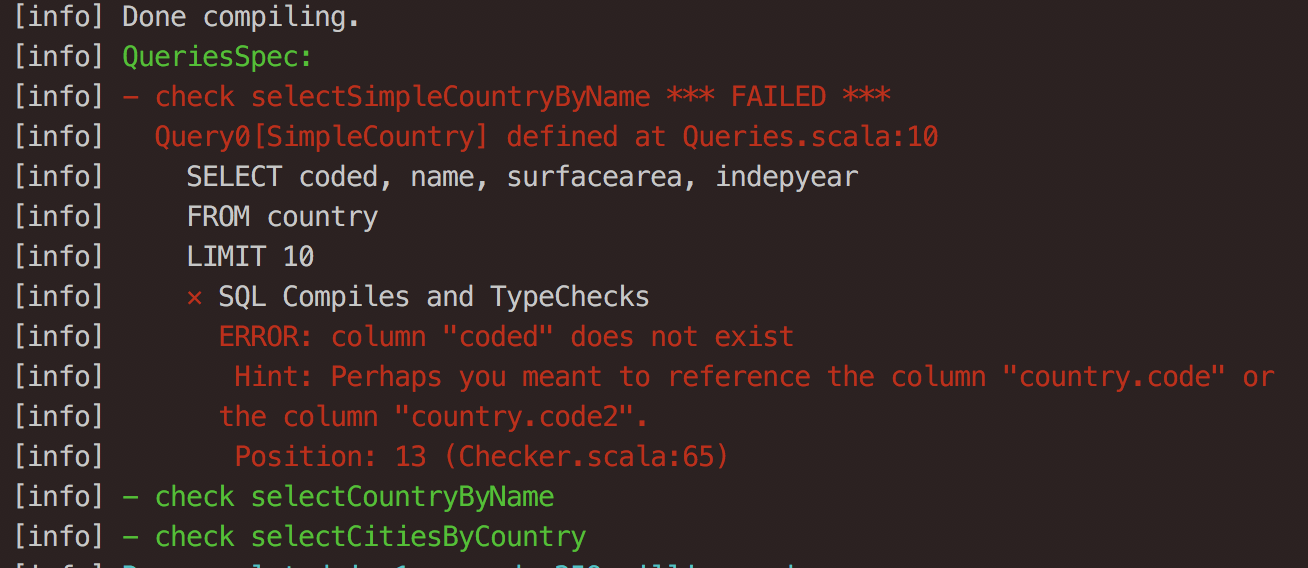 [info] Done compiling.
[info] QueriesSpec:
[info] - check selectSimpleCountryByName *** FAILED ***
[info]   Query0[SimpleCountry] defined at Queries.scala:10
[info]     SELECT coded, name, surfacearea, indepyear
[info]     FROM country
[info]     LIMIT 10
[info]     × SQL Compiles and TypeChecks
[info]       ERROR: column "coded" does not exist
[info]        Hint: Perhaps you meant to reference the column "country.code" or
[info]       the column "country.code2".
[info]        Position: 13 (Checker.scala:65)
[info] - check selectCountryByName
[info] - check selectCitiesByCountry